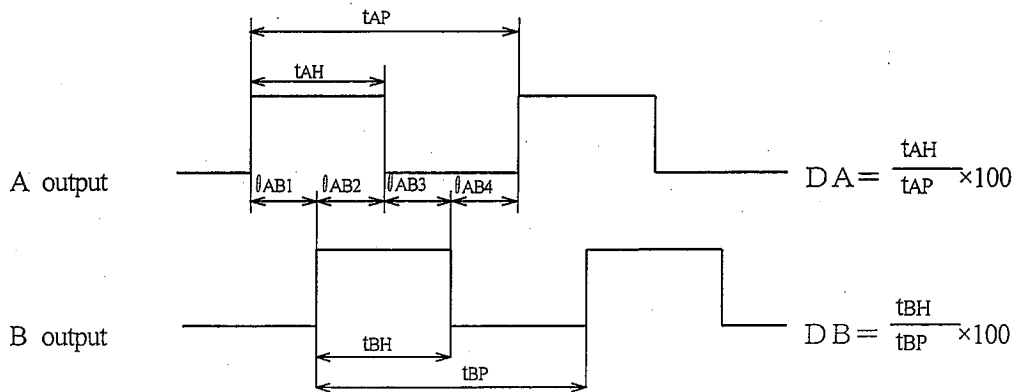 tAP
tAH
A output
θAB1 θAB2 θAB3 θAB4
DA= tAH/tAP ×100
B output
tBH
tBP
DB= tBH/tBP ×100